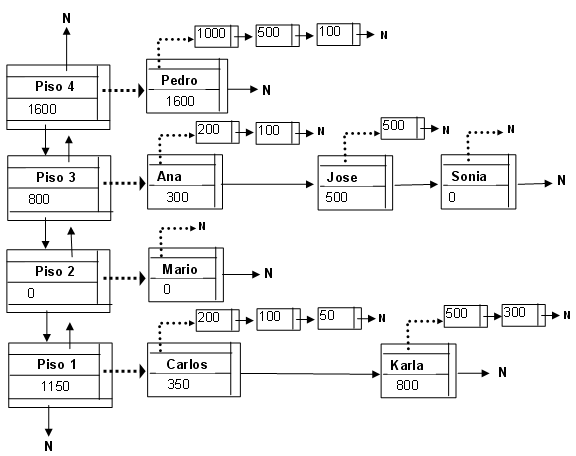 N
1000 500 100 N
Piso 4
1600
Pedro
1600
N
200 100 N
500 N
N
Piso 3
800
Ana
300
Jose
500
Sonia
0
N
N
Piso 2
0
Mario
0
N
200 100 50 N
500 300 N
Piso 1
1150
Carlos
350
Karla
800
N
N